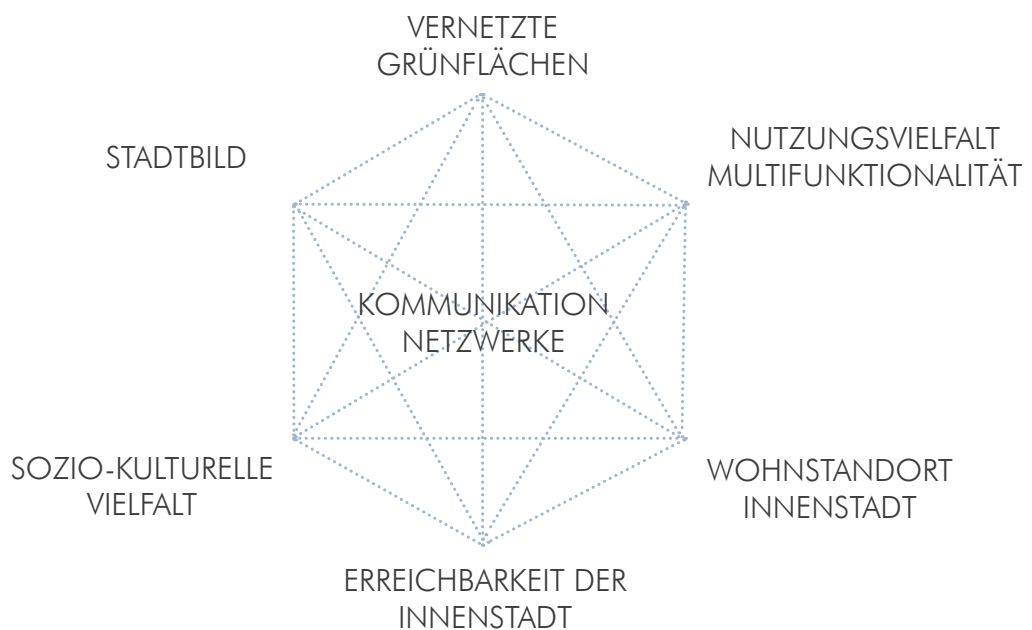 VERNETZTE
GRÜNFLÄCHEN
STADTBILD
NUTZUNGSVIELFALT
MULTIFUNKTIONALITÄT
KOMMUNIKATION
NETZWERKE
SOZIO-KULTURELLE
VIELFALT
WOHNSTANDORT
INNENSTADT
ERREICHBARKEIT DER
INNENSTADT